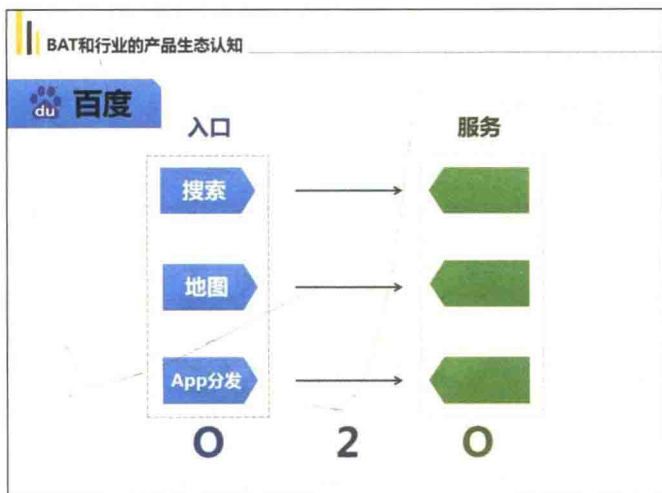 BAT和行业的产品生态认知
du 百度
入口
服务
搜索
地图
App分发
O 2 O